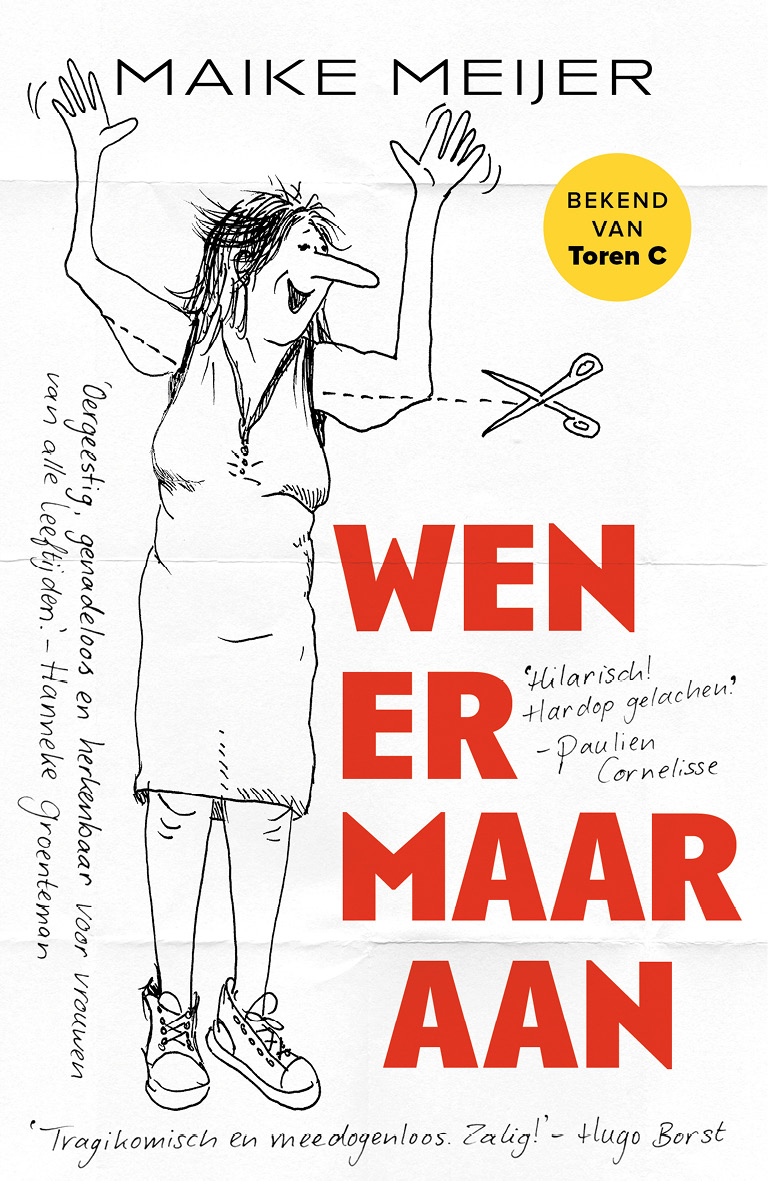 MAIKE MEIJER
BEKEND
VAN
Toren C
'Oergeestig, genadeloos en herkenbaar voor vrouwen
van alle leeftijden.' – Hanneke Groenteman
WEN
ER
MAAR
AAN
'Hilarisch!
Hardop gelachen.'
– Paulien
Cornelisse
'Tragikomisch en meedogenloos. Zalig!' – Hugo Borst